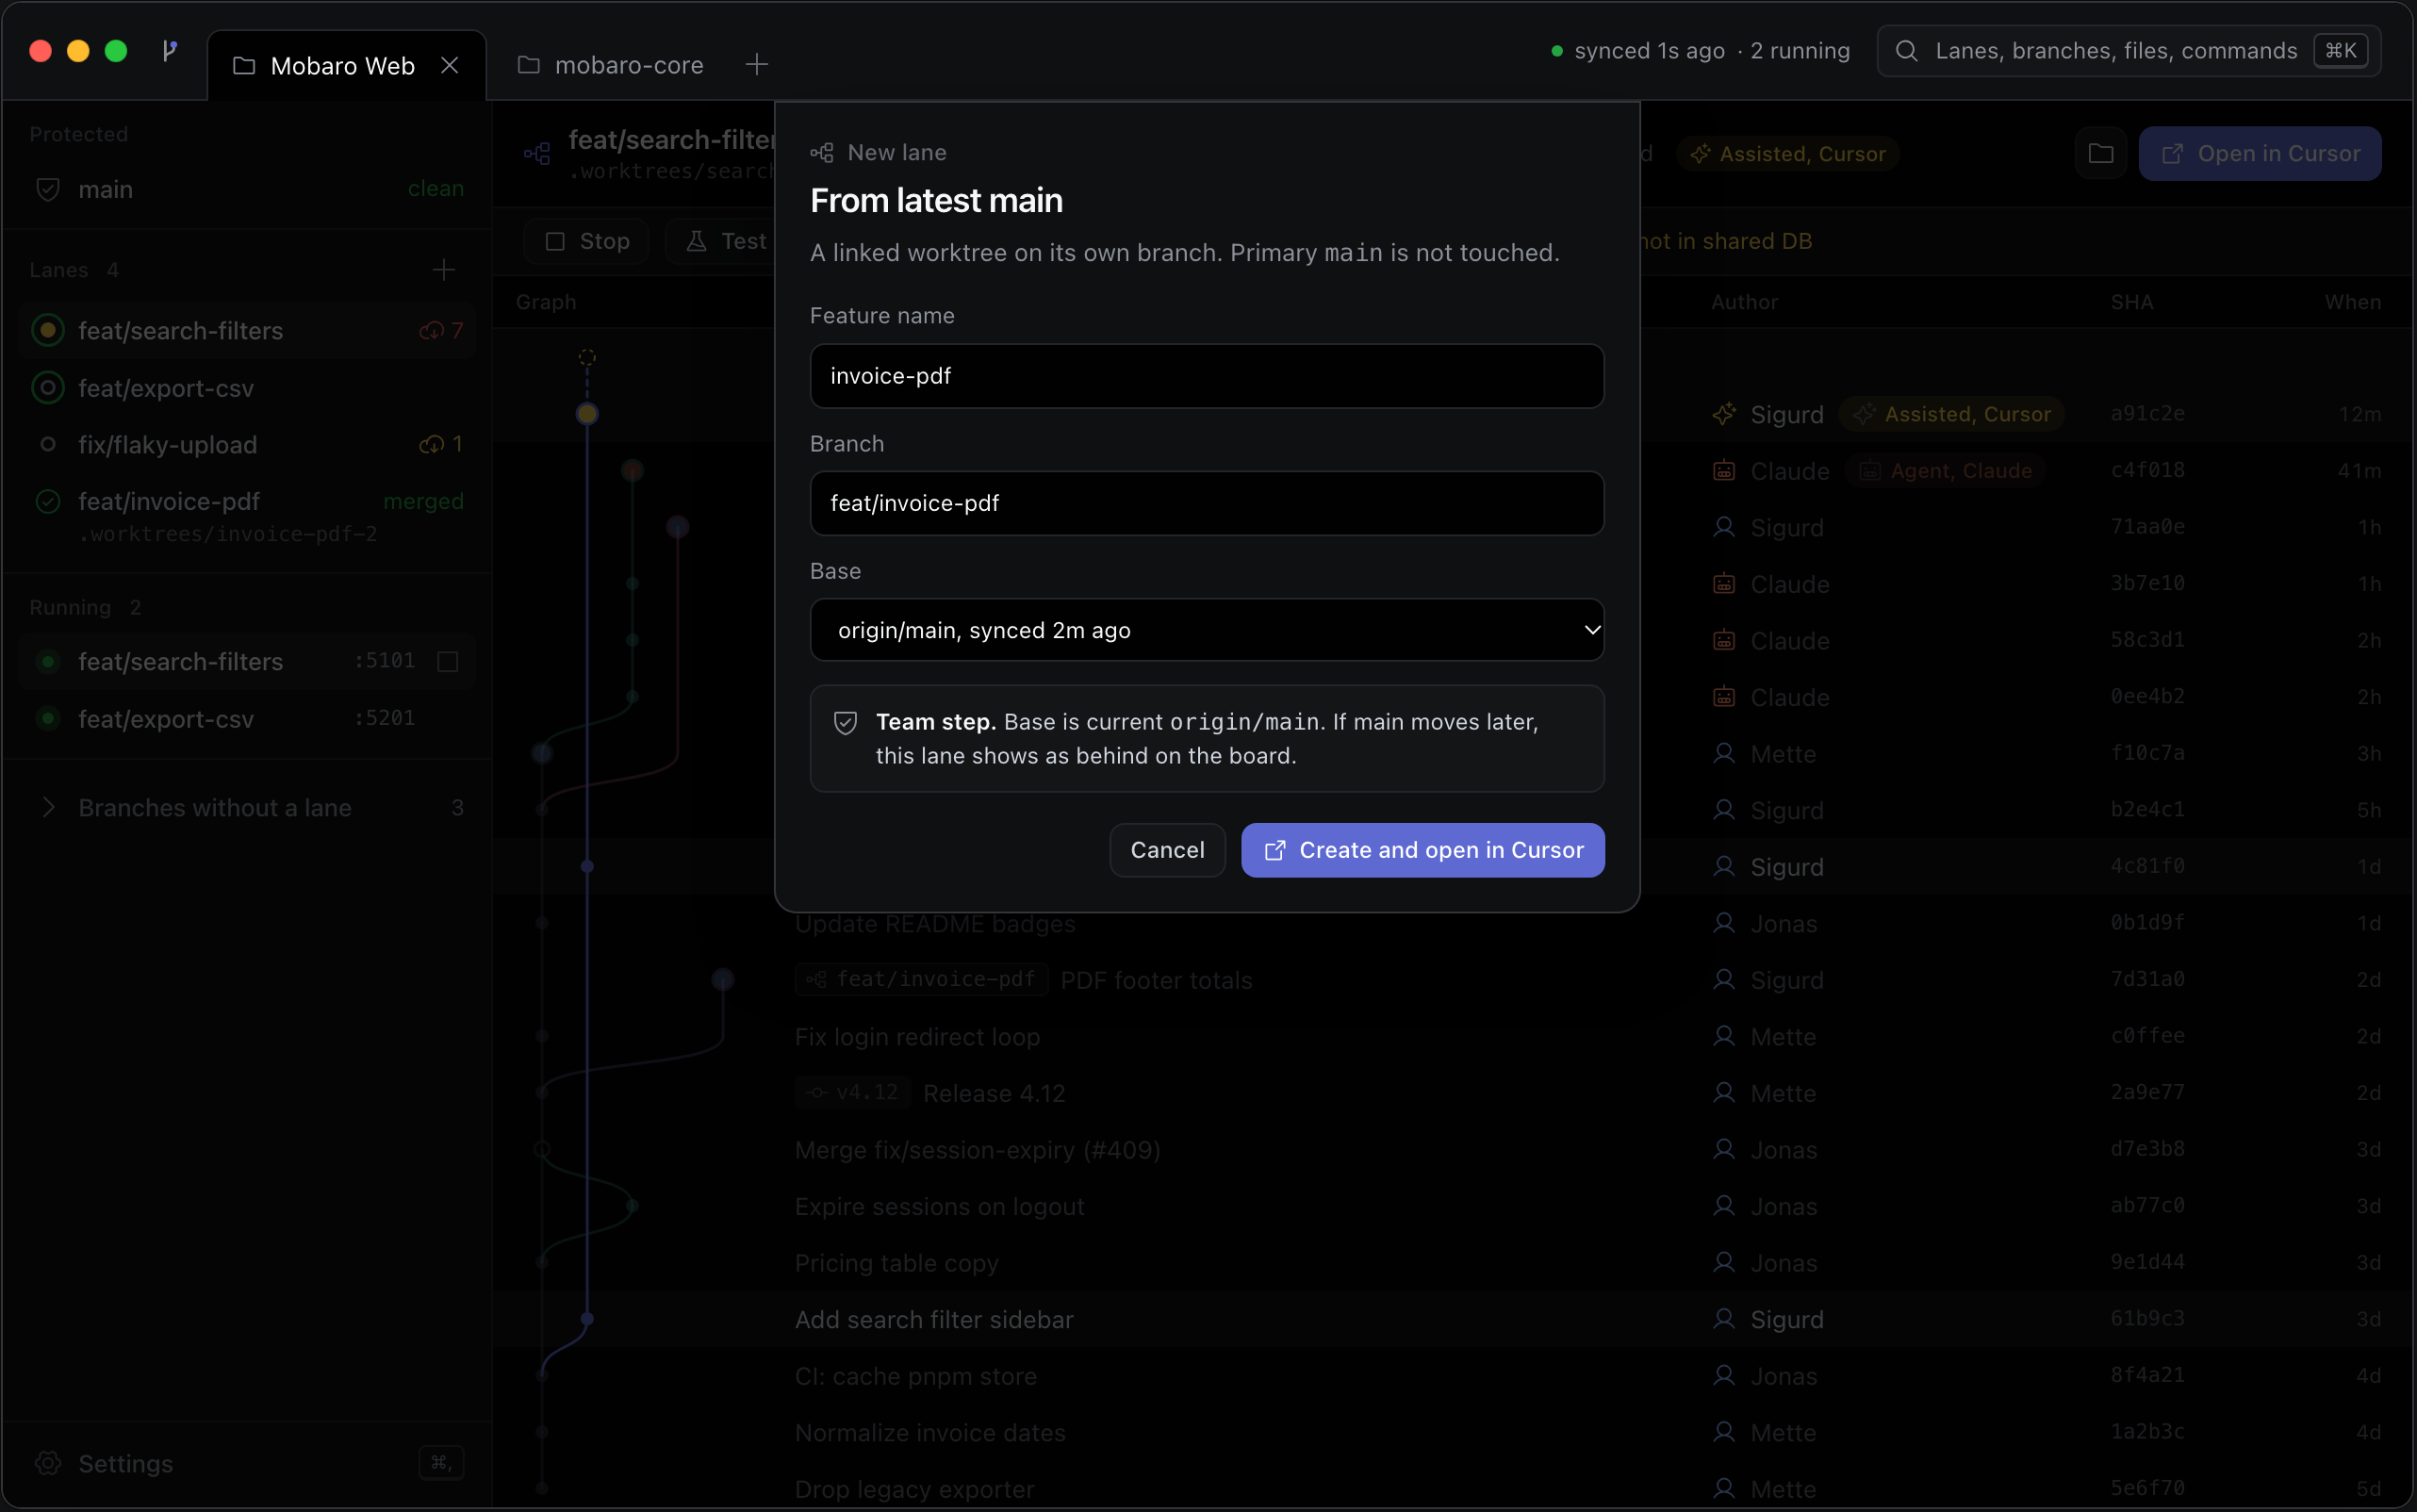 Mobaro Web
mobaro-core
synced 1s ago · 2 running
Lanes, branches, files, commands ⌘K
Protected
main clean
Lanes 4
feat/search-filters 7
feat/export-csv
fix/flaky-upload 1
feat/invoice-pdf merged
.worktrees/invoice-pdf-2
Running 2
feat/search-filters :5101
feat/export-csv :5201
Branches without a lane 3
Settings ⌘,
feat/search-filter
.worktrees/search
Assisted, Cursor
Open in Cursor
Stop
Test
not in shared DB
Graph
Author SHA When
New lane
From latest main
A linked worktree on its own branch. Primary main is not touched.
Feature name
invoice-pdf
Branch
feat/invoice-pdf
Base
origin/main, synced 2m ago
Team step. Base is current origin/main. If main moves later,
this lane shows as behind on the board.
Cancel
Create and open in Cursor
Sigurd Assisted, Cursor a91c2e 12m
Claude Agent, Claude c4f018 41m
Sigurd 71aa0e 1h
Claude 3b7e10 1h
Claude 58c3d1 2h
Claude 0ee4b2 2h
Mette f10c7a 3h
Sigurd b2e4c1 5h
Sigurd 4c81f0 1d
Update README badges Jonas 0b1d9f 1d
feat/invoice-pdf PDF footer totals Sigurd 7d31a0 2d
Fix login redirect loop Mette c0ffee 2d
v4.12 Release 4.12 Mette 2a9e77 2d
Merge fix/session-expiry (#409) Jonas d7e3b8 3d
Expire sessions on logout Jonas ab77c0 3d
Pricing table copy Jonas 9e1d44 3d
Add search filter sidebar Sigurd 61b9c3 3d
CI: cache pnpm store Jonas 8f4a21 4d
Normalize invoice dates Mette 1a2b3c 4d
Drop legacy exporter Mette 5e6f70 5d